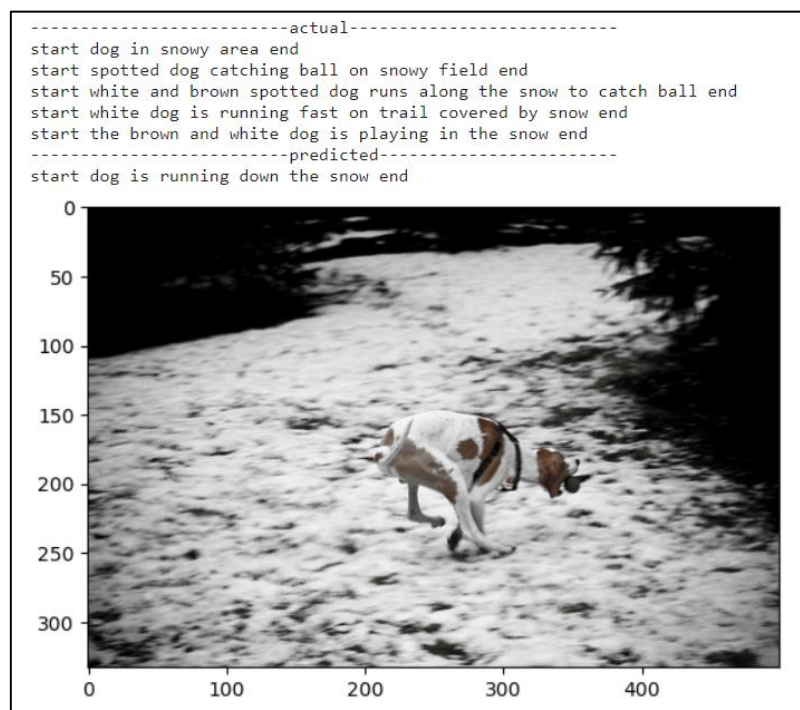 --------------------------actual---------------------------
start dog in snowy area end
start spotted dog catching ball on snowy field end
start white and brown spotted dog runs along the snow to catch ball end
start white dog is running fast on trail covered by snow end
start the brown and white dog is playing in the snow end
--------------------------predicted------------------------
start dog is running down the snow end
0
50
100
150
200
250
300
0 100 200 300 400